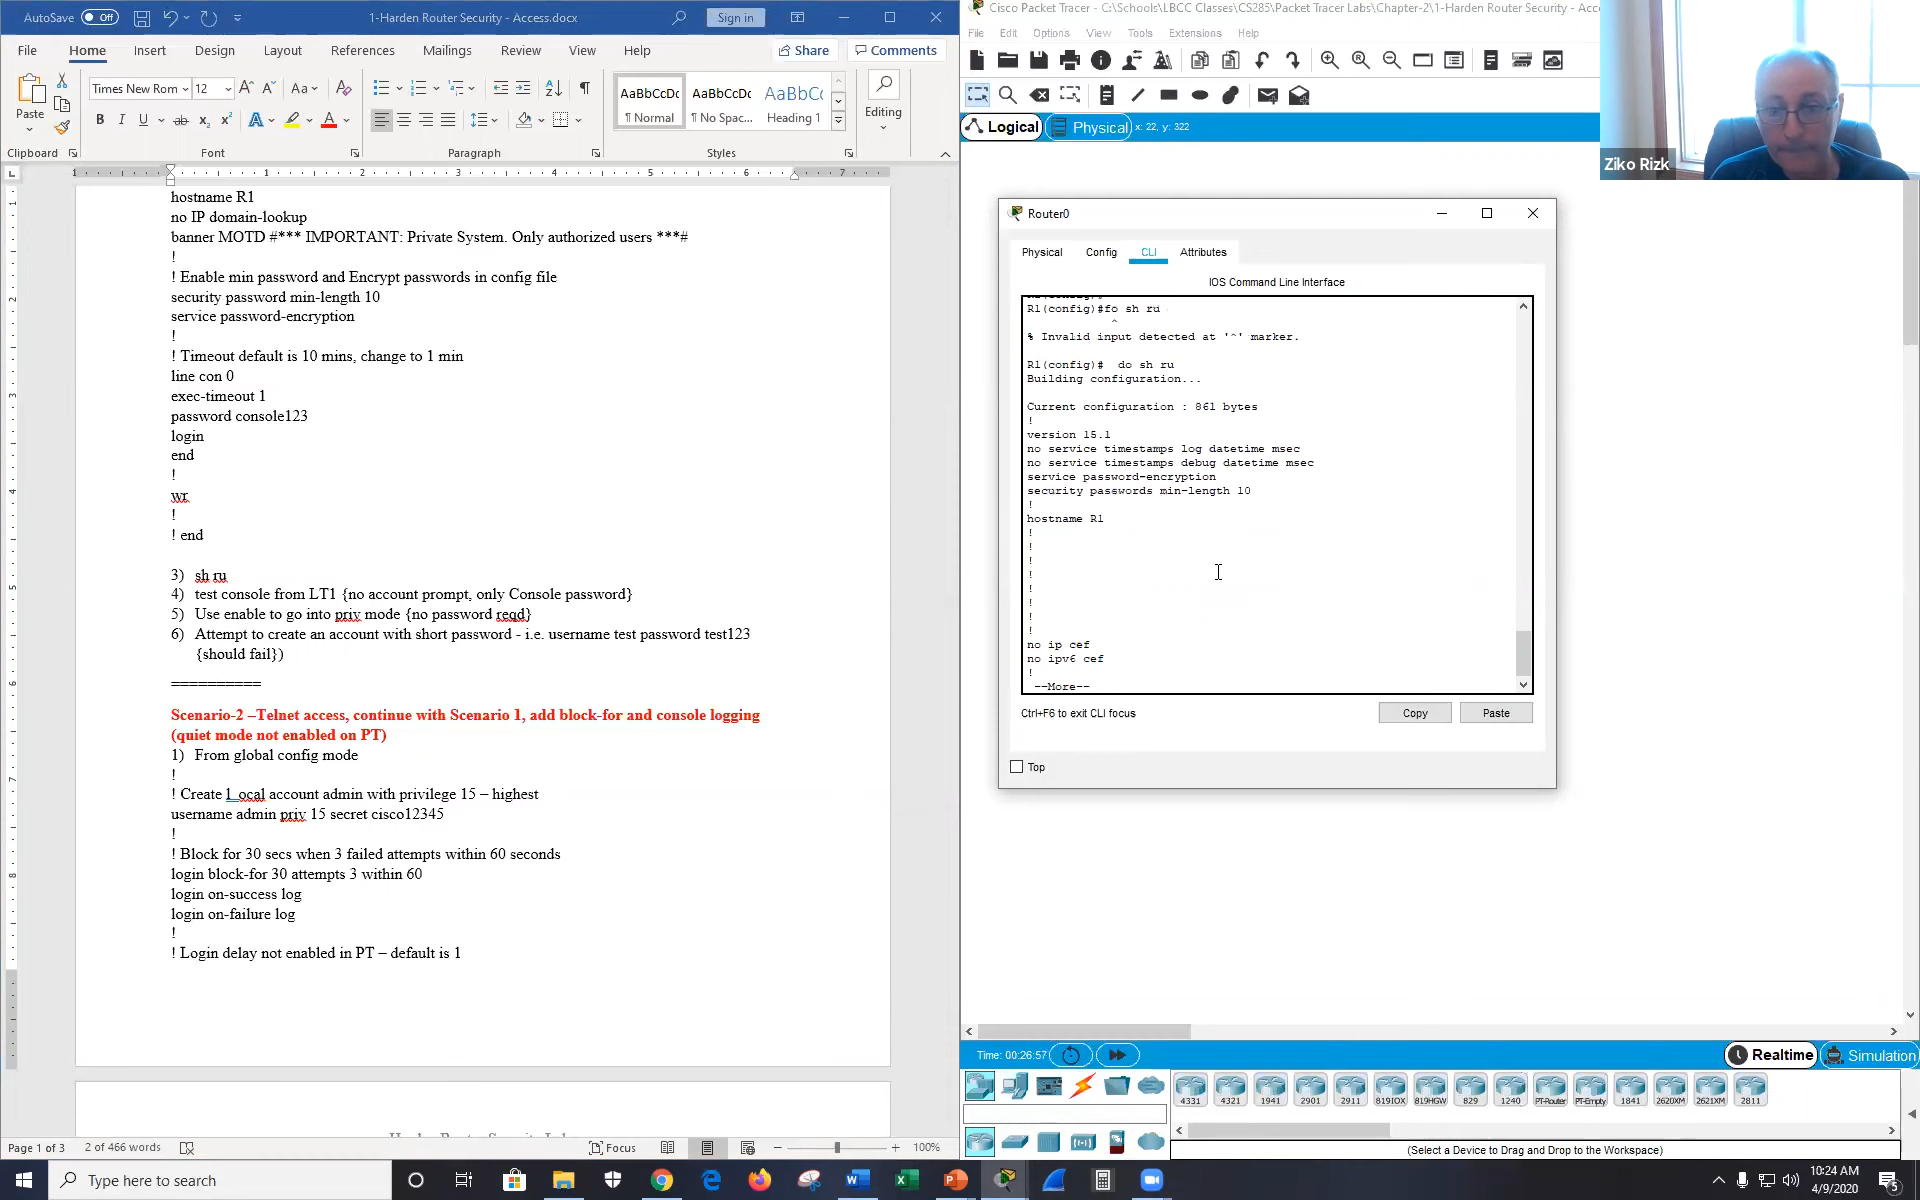 AutoSave Off 1-Harden Router Security - Access.docx Sign in
File Home Insert Design Layout References Mailings Review View Help Share Comments
Paste Times New Rom 12 Aa
AaBbCcDc AaBbCcDc AaBbCc
¶ Normal ¶ No Spac... Heading 1 Editing
Clipboard Font Paragraph Styles
1 1 2 3 4 5 6 7
hostname R1
no IP domain-lookup
banner MOTD #*** IMPORTANT: Private System. Only authorized users ***#
!
! Enable min password and Encrypt passwords in config file
security password min-length 10
service password-encryption
!
! Timeout default is 10 mins, change to 1 min
line con 0
exec-timeout 1
password console123
login
end
!
wr
!
! end
3) sh ru
4) test console from LT1 {no account prompt, only Console password}
5) Use enable to go into priv mode {no password reqd}
6) Attempt to create an account with short password - i.e. username test password test123
{should fail})
==========
Scenario-2 –Telnet access, continue with Scenario 1, add block-for and console logging
(quiet mode not enabled on PT)
1) From global config mode
!
! Create l ocal account admin with privilege 15 – highest
username admin priv 15 secret cisco12345
!
! Block for 30 secs when 3 failed attempts within 60 seconds
login block-for 30 attempts 3 within 60
login on-success log
login on-failure log
!
! Login delay not enabled in PT – default is 1
Page 1 of 3 2 of 466 words Focus 100%
Cisco Packet Tracer - C:\Schools\LBCC Classes\CS285\Packet Tracer Labs\Chapter-2\1-Harden Router Security - Acce
File Edit Options View Tools Extensions Help
Logical Physical x: 22, y: 322
Ziko Rizk
Router0
Physical Config CLI Attributes
IOS Command Line Interface
R1(config)#fo sh ru
^
% Invalid input detected at '^' marker.
R1(config)# do sh ru
Building configuration...
Current configuration : 861 bytes
!
version 15.1
no service timestamps log datetime msec
no service timestamps debug datetime msec
service password-encryption
security passwords min-length 10
!
hostname R1
!
!
!
!
!
!
!
!
no ip cef
no ipv6 cef
!
--More--
Ctrl+F6 to exit CLI focus Copy Paste
Top
Time: 00:26:57 Realtime Simulation
4331 4321 1941 2901 2911 819IOX 819HGW 829 1240 PT-Router PT-Empty 1841 2620XM 2621XM 2811
(Select a Device to Drag and Drop to the Workspace)
Type here to search
10:24 AM
4/9/2020
5